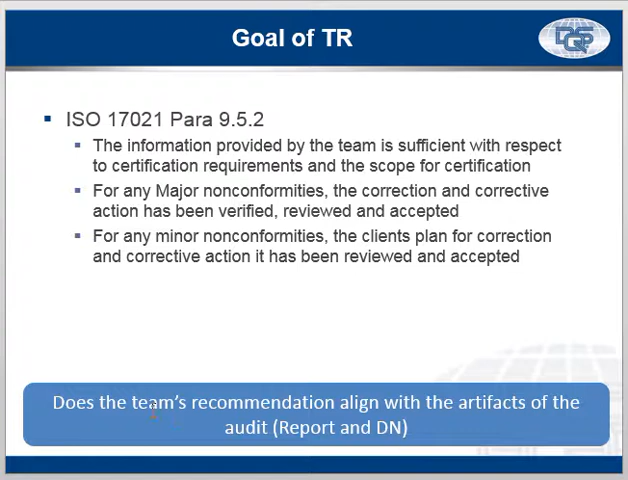 Goal of TR
DQS
ISO 17021 Para 9.5.2
The information provided by the team is sufficient with respect
to certification requirements and the scope for certification
For any Major nonconformities, the correction and corrective
action has been verified, reviewed and accepted
For any minor nonconformities, the clients plan for correction
and corrective action it has been reviewed and accepted
Does the team’s recommendation align with the artifacts of the
audit (Report and DN)